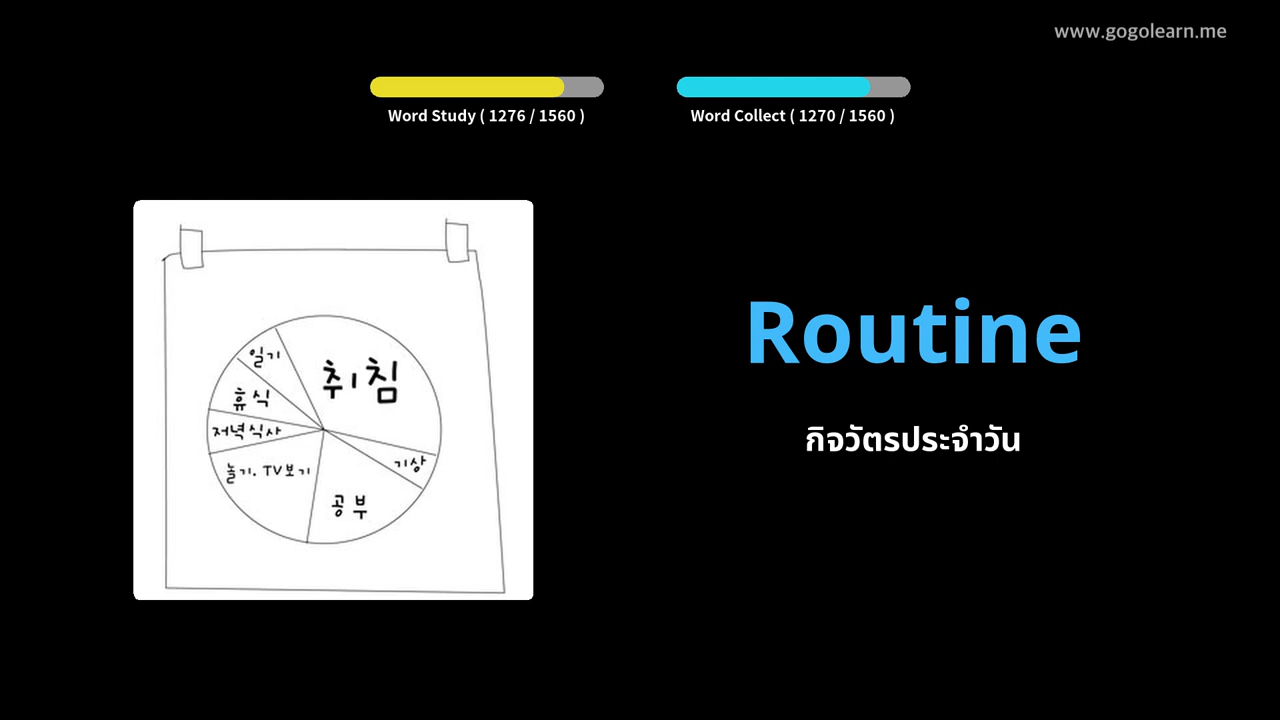 www.gogolearn.me
Word Study ( 1276 / 1560 )
Word Collect ( 1270 / 1560 )
일기
취침
휴식
저녁식사
놀기. TV보기
기상
공부
Routine
กิจวัตรประจำวัน